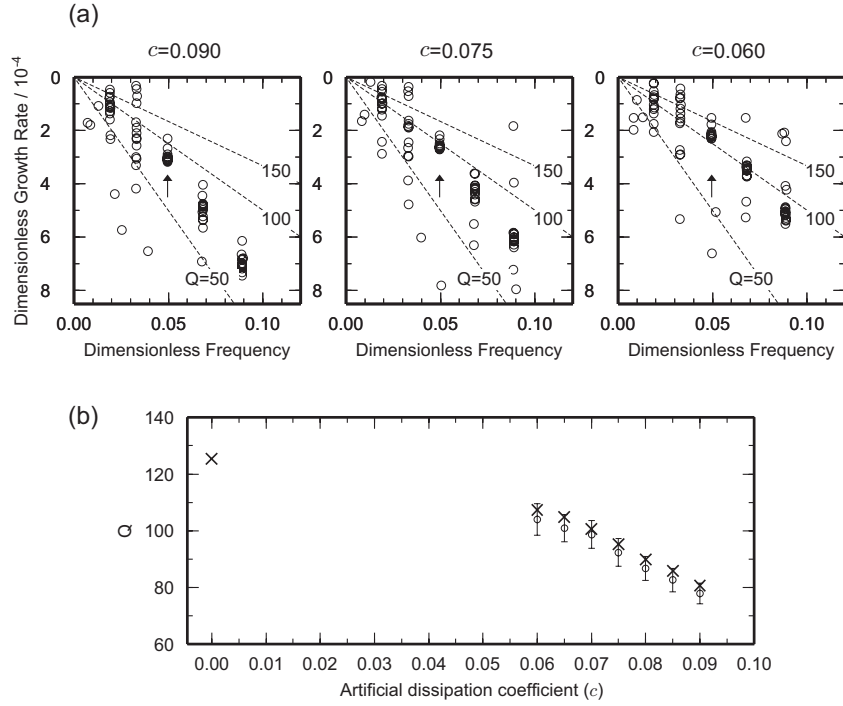 (a)
c=0.090
c=0.075
c=0.060
Dimensionless Growth Rate / 10⁻⁴
0
2
4
6
8
150
100
Q=50
0.00 0.05 0.10
Dimensionless Frequency
0
2
4
6
8
150
100
Q=50
0.00 0.05 0.10
Dimensionless Frequency
0
2
4
6
8
150
100
Q=50
0.00 0.05 0.10
Dimensionless Frequency
(b)
Q
140
120
100
80
60
0.00 0.01 0.02 0.03 0.04 0.05 0.06 0.07 0.08 0.09 0.10
Artificial dissipation coefficient (c)